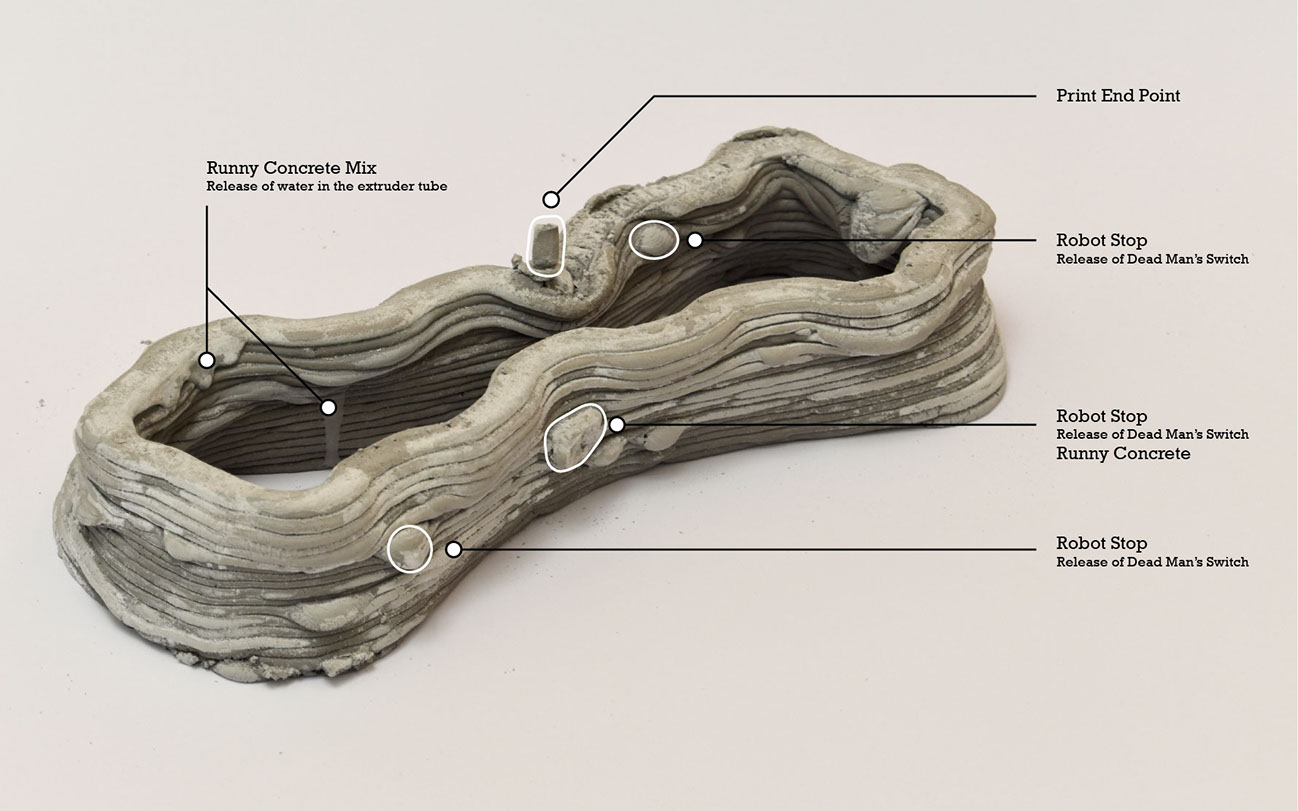 Print End Point
Runny Concrete Mix
Release of water in the extruder tube
Robot Stop
Release of Dead Man's Switch
Robot Stop
Release of Dead Man's Switch
Runny Concrete
Robot Stop
Release of Dead Man's Switch